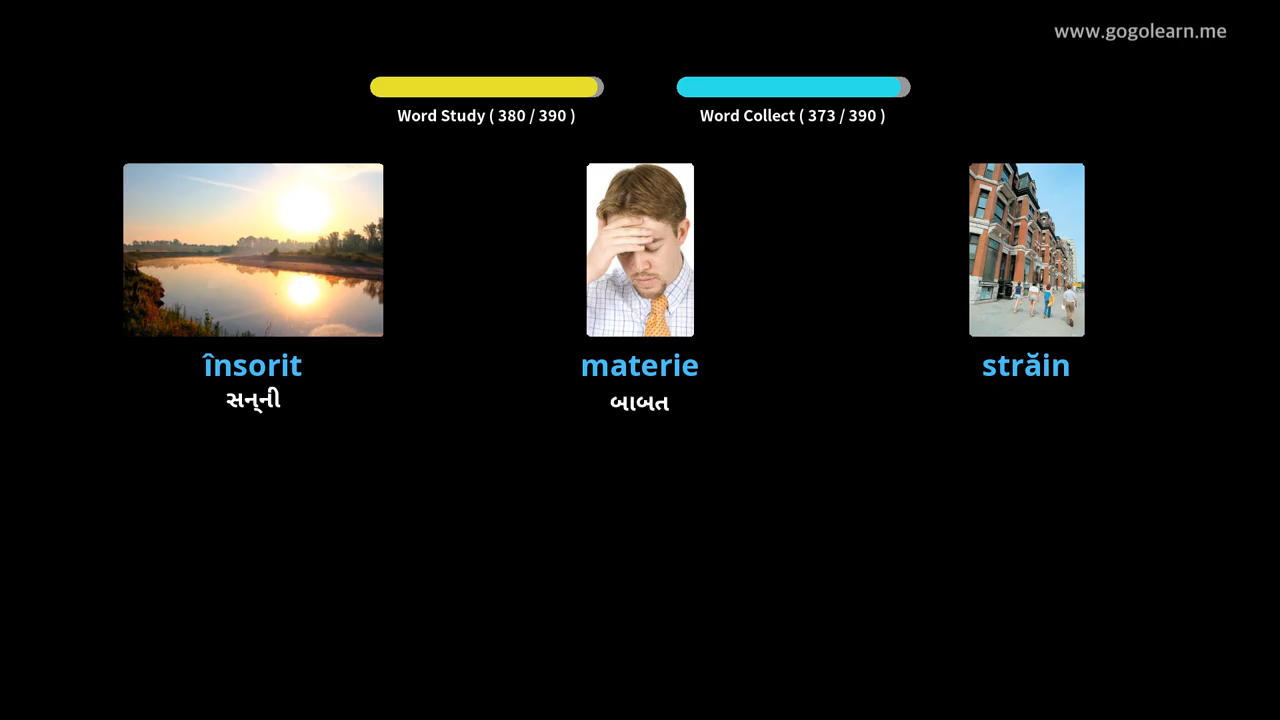 www.gogolearn.me
Word Study ( 380 / 390 )
Word Collect ( 373 / 390 )
însorit
materie
străin
સન્ની
બાબત